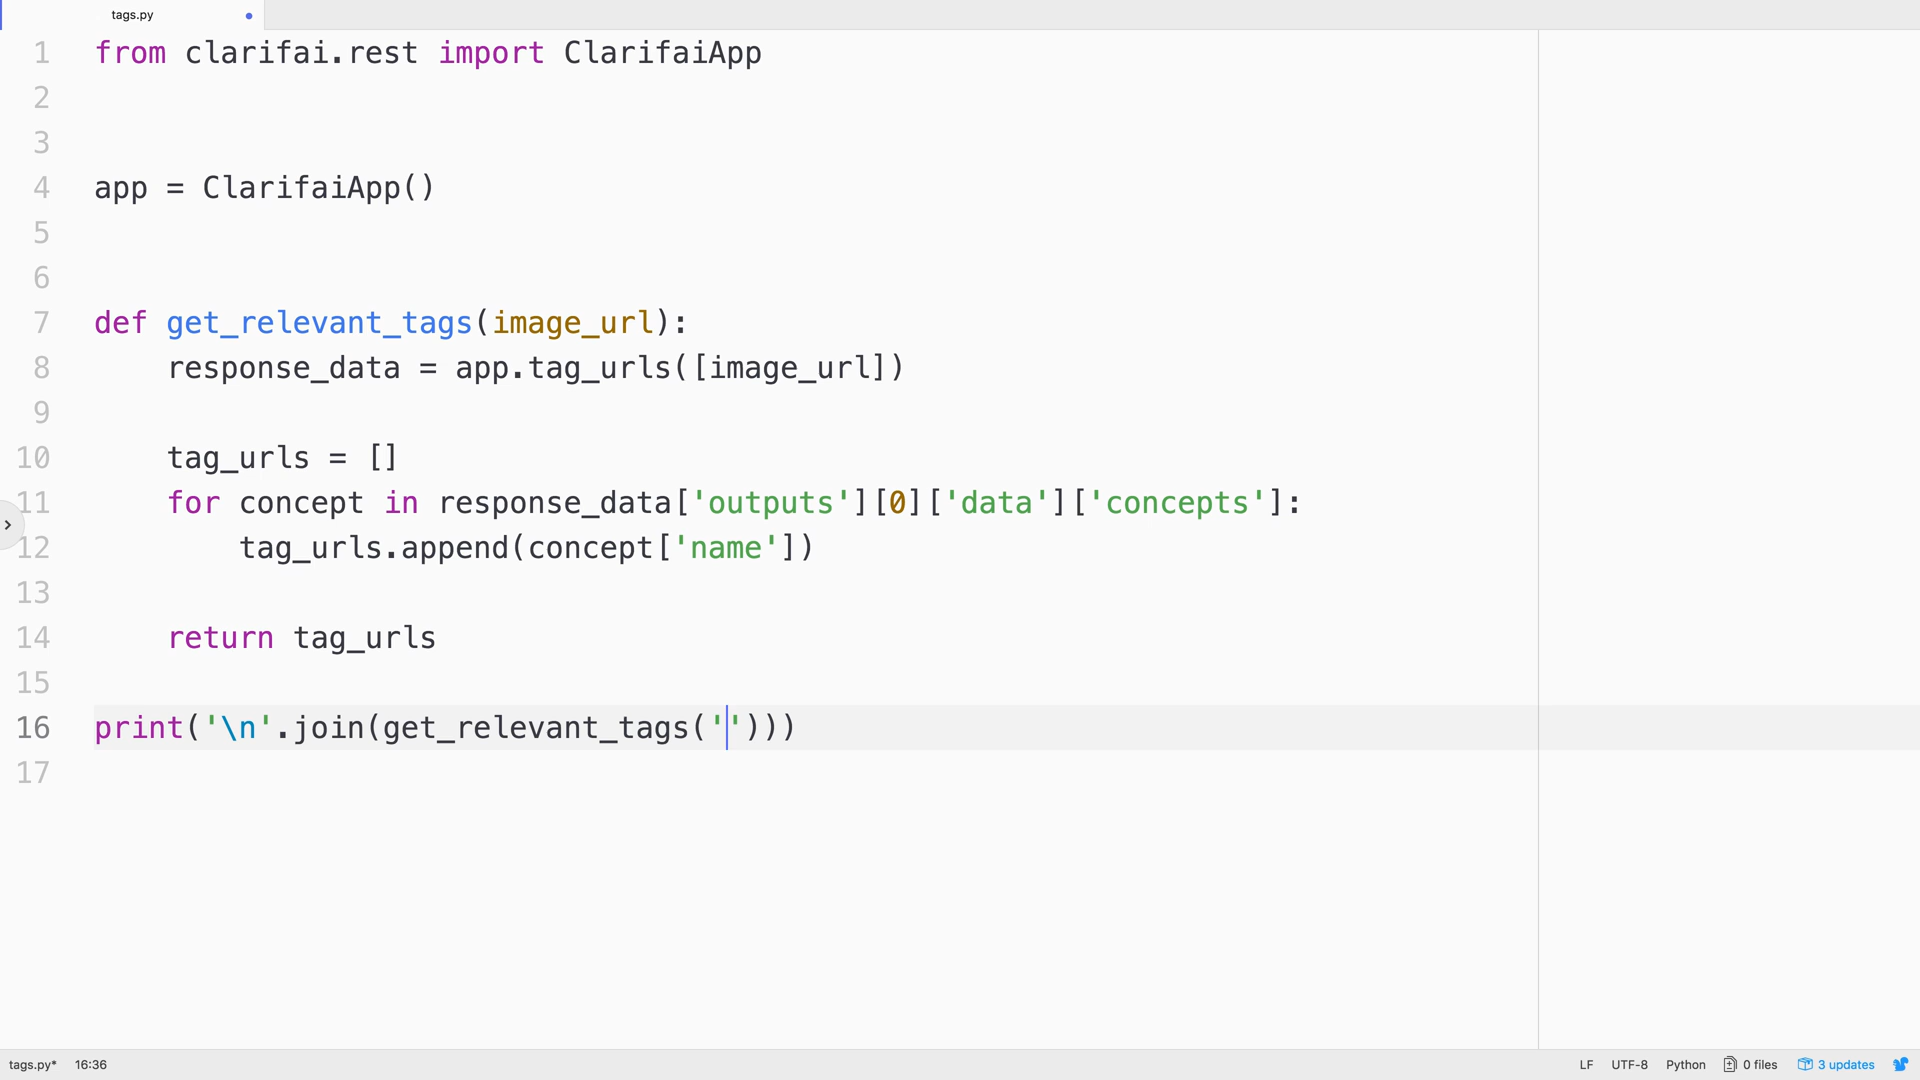 tags.py
1 from clarifai.rest import ClarifaiApp
2
3
4 app = ClarifaiApp()
5
6
7 def get_relevant_tags(image_url):
8     response_data = app.tag_urls([image_url])
9
10     tag_urls = []
11     for concept in response_data['outputs'][0]['data']['concepts']:
12         tag_urls.append(concept['name'])
13
14     return tag_urls
15
16 print('\n'.join(get_relevant_tags('')))
17
tags.py* 16:36 LF UTF-8 Python 0 files 3 updates